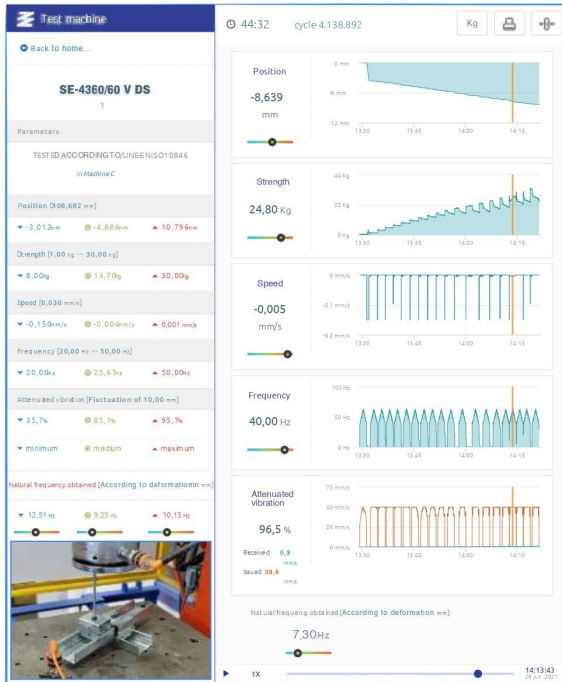 Test machine
Back to home...
SE-4360/60 V DS
1
Parameters
TESTED ACCORDING TO/UNEENISO10846
in Machine C
Position [108,682 mm]
-3,012mm -4,886mm 10,796mm
Strength [1,00 Kg ... 30,00 Kg]
8,00Kg 13,70Kg 30,00Kg
Speed [0,030 mm/s]
-0,150mm/s -0,004mm/s 0,001 mm/s
Frequency [20,00 Hz ... 50,00 Hz]
20,00Hz 25,67Hz 50,00Hz
Attenuated vibration [Fluctuation of 10,00 mm]
35,7% 85,1% 95,7%
minimum medium maximum
Natural frequency obtained [According to deformatiomn mm]
12,51 Hz 9,25 Hz 10,15 Hz
44:32 cycle 4.138.892 Kg
Position
-8,639
mm
0 mm
-6 mm
-12 mm
13:30 13:45 14:00 14:15
Strength
24,80 Kg
40 Kg
20 Kg
0 Kg
13:30 13:45 14:00 14:15
Speed
-0,005
mm/s
0 mm/s
-0.1 mm/s
-0.2 mm/s
13:30 13:45 14:00 14:15
Frequency
40,00 Hz
100 Hz
50 Hz
0 Hz
13:30 13:45 14:00 14:15
Attenuated
vibration
96,5 %
Received 0,3
mm/s
Issued 38,6
mm/s
75 mm/s
50 mm/s
25 mm/s
0 mm/s
13:30 13:45 14:00 14:15
Natural frequency obtained [According to deformation mm]
7,30Hz
1X
14:13:43
28 jun. 2021